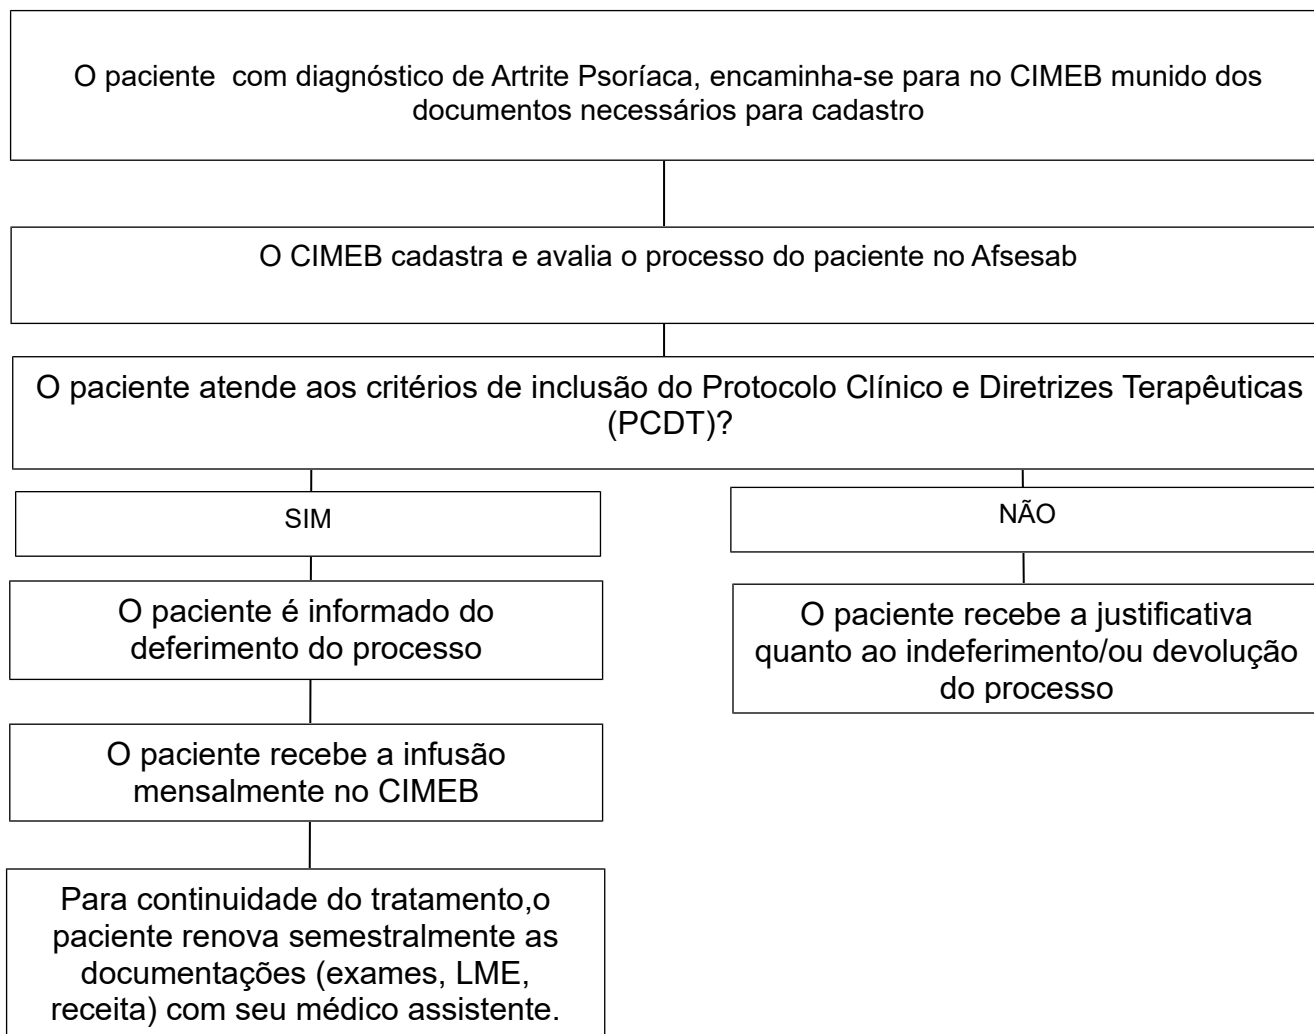 O paciente com diagnóstico de Artrite Psoríaca, encaminha-se para no CIMEB munido dos
documentos necessários para cadastro
O CIMEB cadastra e avalia o processo do paciente no Afsesab
O paciente atende aos critérios de inclusão do Protocolo Clínico e Diretrizes Terapêuticas
(PCDT)?
SIM
O paciente é informado do
deferimento do processo
O paciente recebe a infusão
mensalmente no CIMEB
Para continuidade do tratamento,o
paciente renova semestralmente as
documentações (exames, LME,
receita) com seu médico assistente.
NÃO
O paciente recebe a justificativa
quanto ao indeferimento/ou devolução
do processo